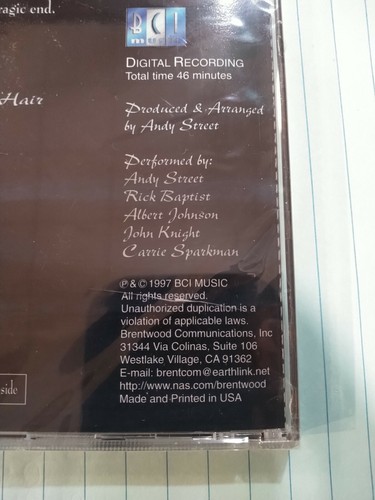 ragic end.
BCI
DIGITAL RECORDING
Total time 46 minutes
Hair
Produced & Arranged
by Andy Street
Performed by:
Andy Street
Rick Baptist
Albert Johnson
John Knight
Carrie Sparkman
℗ & © 1997 BCI MUSIC
All rights reserved.
Unauthorized duplication is a
violation of applicable laws.
Brentwood Communications, Inc
31344 Via Colinas, Suite 106
Westlake Village, CA 91362
E-mail: brentcom@earthlink.net
http://www.nas.com/brentwood
Made and Printed in USA
side